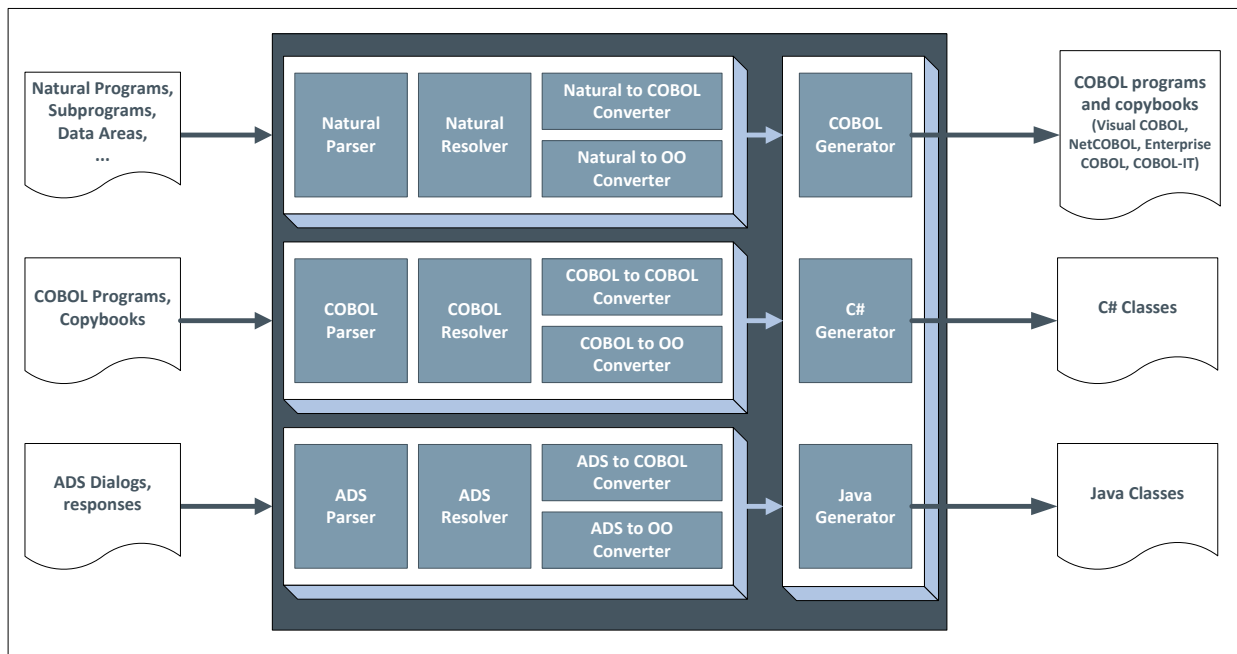 Natural Programs,
Subprograms,
Data Areas,
...
Natural
Parser
Natural
Resolver
Natural to COBOL
Converter
Natural to OO
Converter
COBOL
Generator
COBOL programs
and copybooks
(Visual COBOL,
NetCOBOL, Enterprise
COBOL, COBOL-IT)
COBOL Programs,
Copybooks
COBOL
Parser
COBOL
Resolver
COBOL to COBOL
Converter
COBOL to OO
Converter
C#
Generator
C# Classes
ADS Dialogs,
responses
ADS
Parser
ADS
Resolver
ADS to COBOL
Converter
ADS to OO
Converter
Java
Generator
Java Classes